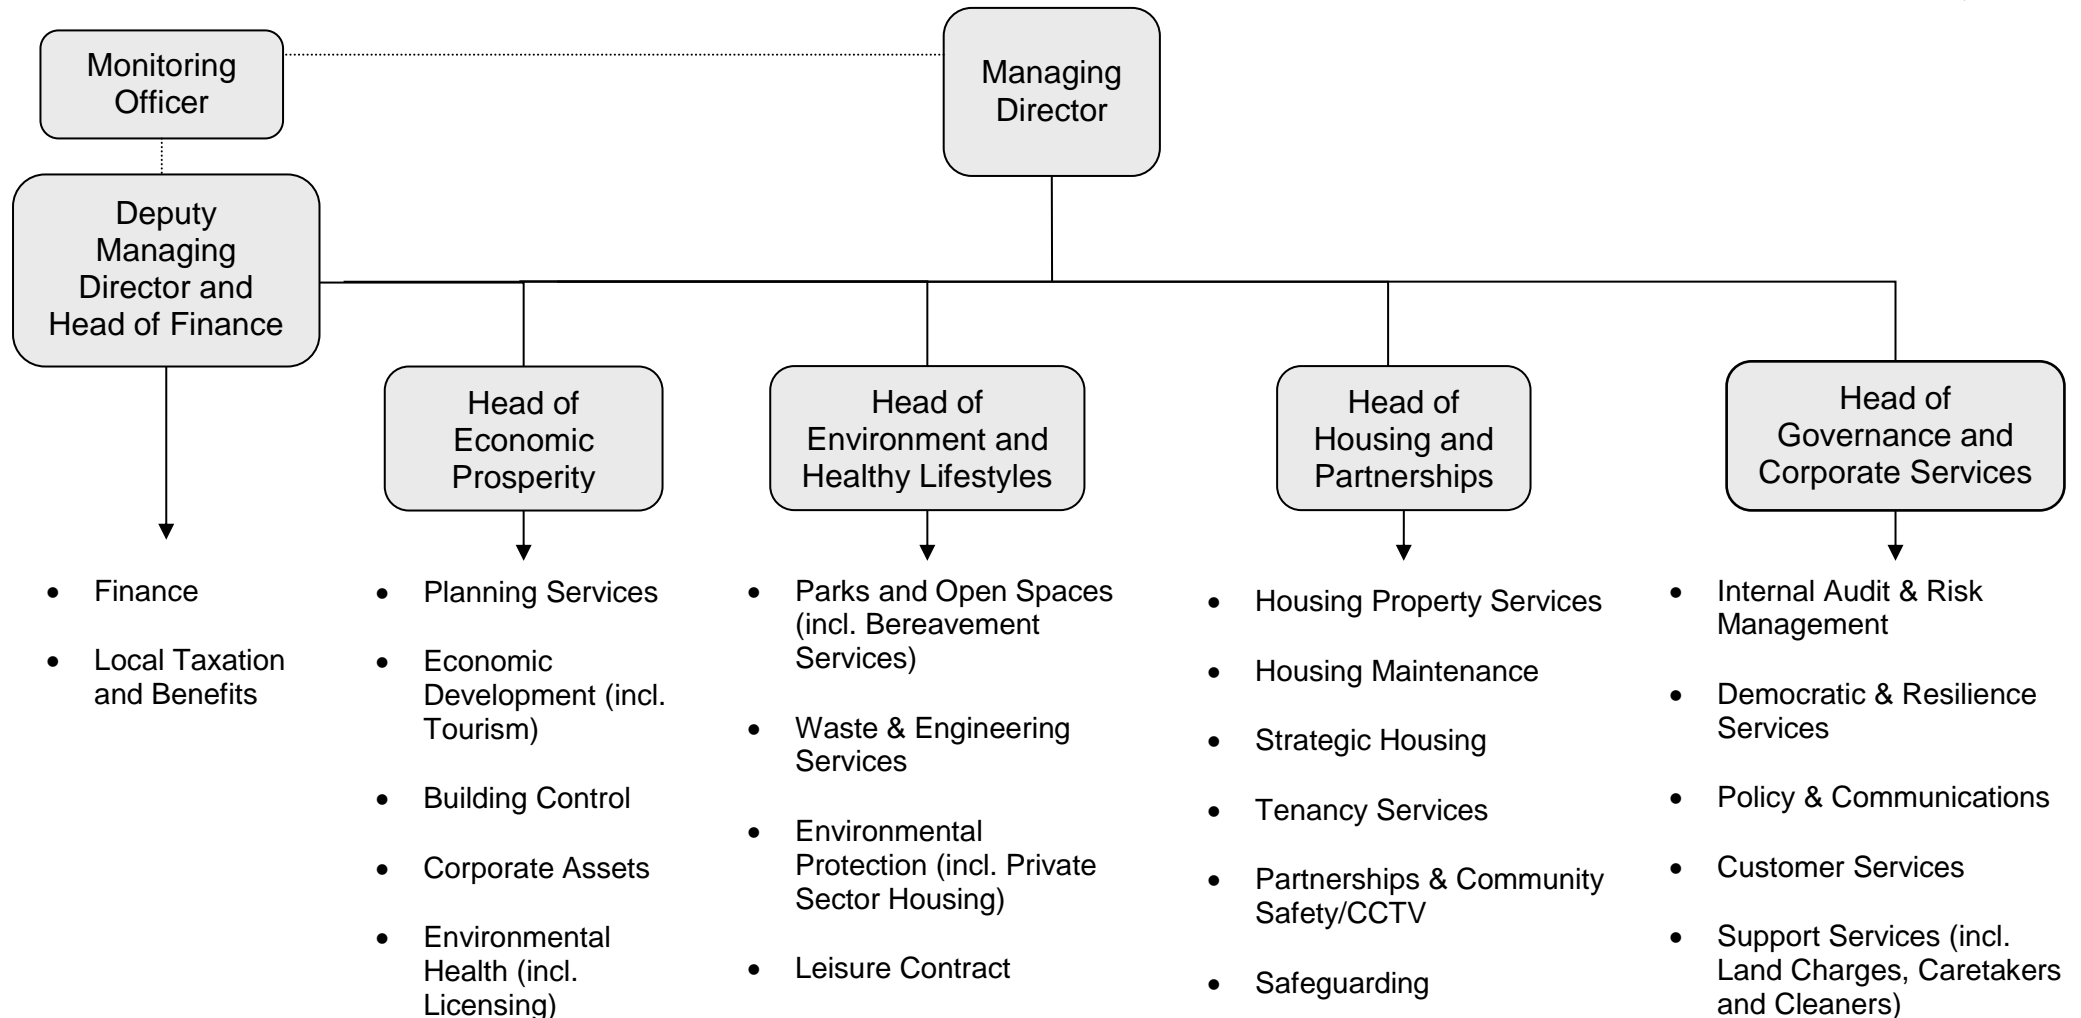 Monitoring
Officer
Managing
Director
Deputy
Managing
Director and
Head of Finance
Head of
Economic
Prosperity
Head of
Environment and
Healthy Lifestyles
Head of
Housing and
Partnerships
Head of
Governance and
Corporate Services
• Finance
• Local Taxation
and Benefits
• Planning Services
• Economic
Development (incl.
Tourism)
• Building Control
• Corporate Assets
• Environmental
Health (incl.
Licensing)
• Parks and Open Spaces
(incl. Bereavement
Services)
• Waste & Engineering
Services
• Environmental
Protection (incl. Private
Sector Housing)
• Leisure Contract
• Housing Property Services
• Housing Maintenance
• Strategic Housing
• Tenancy Services
• Partnerships & Community
Safety/CCTV
• Safeguarding
• Internal Audit & Risk
Management
• Democratic & Resilience
Services
• Policy & Communications
• Customer Services
• Support Services (incl.
Land Charges, Caretakers
and Cleaners)